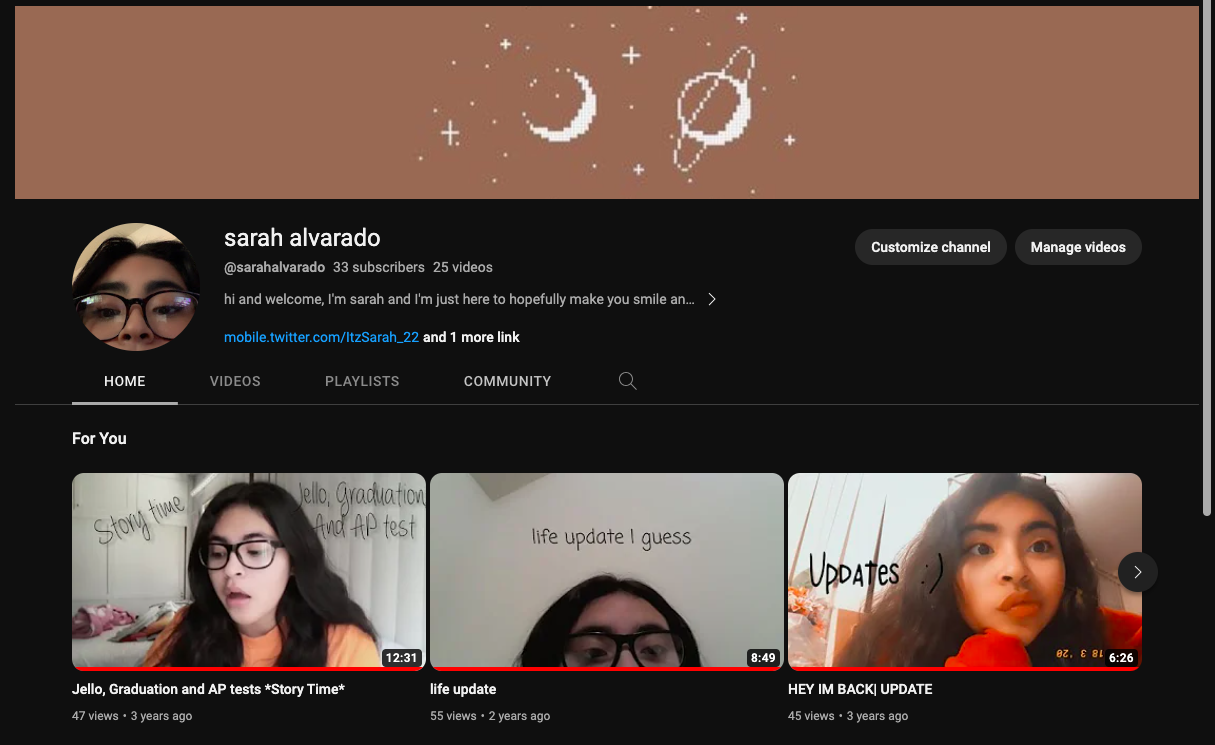 sarah alvarado
@sarahalvarado 33 subscribers 25 videos
hi and welcome, I'm sarah and I'm just here to hopefully make you smile an...
mobile.twitter.com/ItzSarah_22 and 1 more link
Customize channel
Manage videos
HOME
VIDEOS
PLAYLISTS
COMMUNITY
For You
Story time
Jello, Graduation
And AP test
12:31
life update I guess
8:49
Updates :)
6:26
Jello, Graduation and AP tests *Story Time*
47 views • 3 years ago
life update
55 views • 2 years ago
HEY IM BACK| UPDATE
45 views • 3 years ago